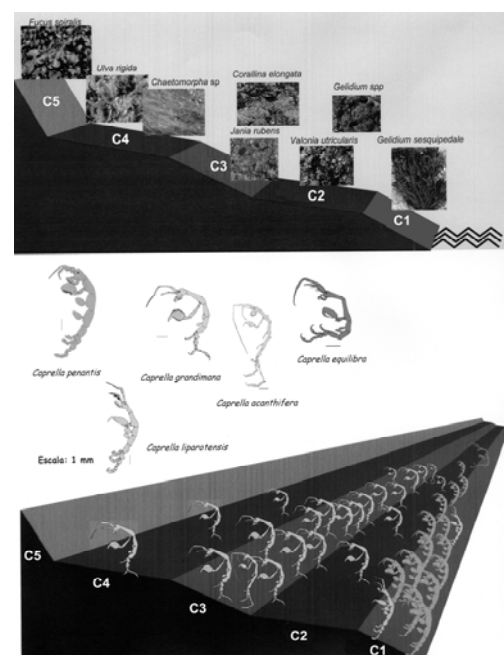 Fucus spiralis
Ulva rigida
Chaetomorpha sp
Corallina elongata
Gelidium spp
C5
C4
Jania rubens
Valonia utricularis
Gelidium sesquipedale
C3
C2
C1
Caprella penantis
Caprella grandimana
Caprella acanthifera
Caprella equilibra
Caprella liparotensis
Escala: 1 mm
C5
C4
C3
C2
C1